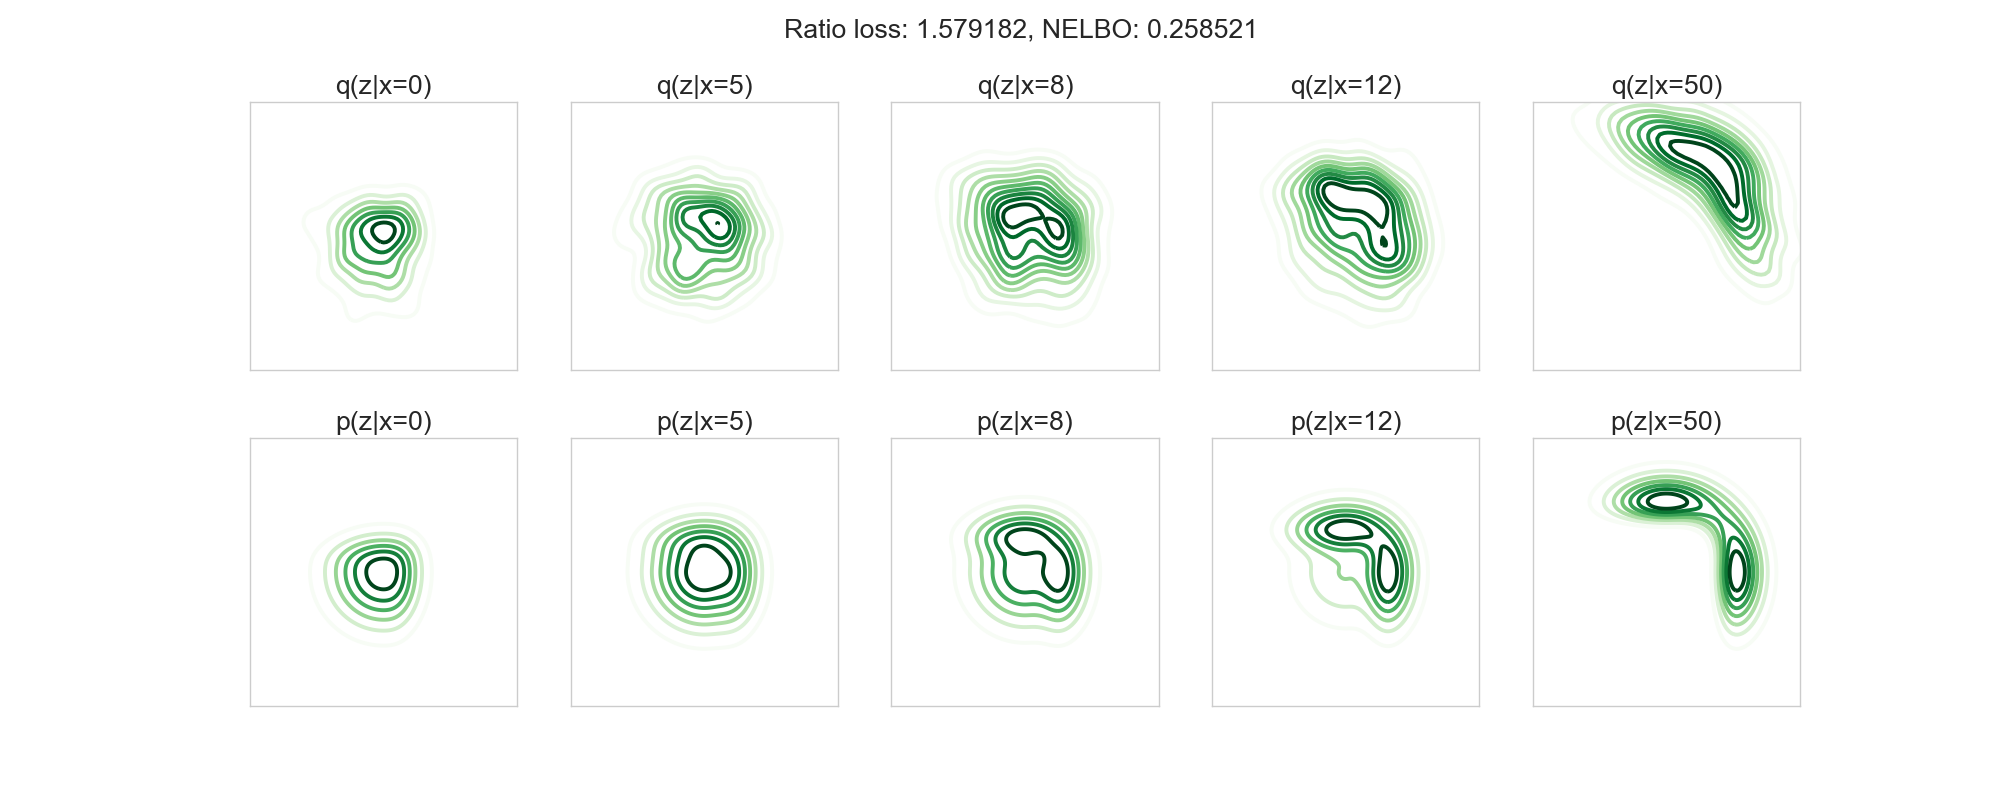 Ratio loss: 1.579182, NELBO: 0.258521
q(z|x=0) q(z|x=5) q(z|x=8) q(z|x=12) q(z|x=50)
p(z|x=0) p(z|x=5) p(z|x=8) p(z|x=12) p(z|x=50)